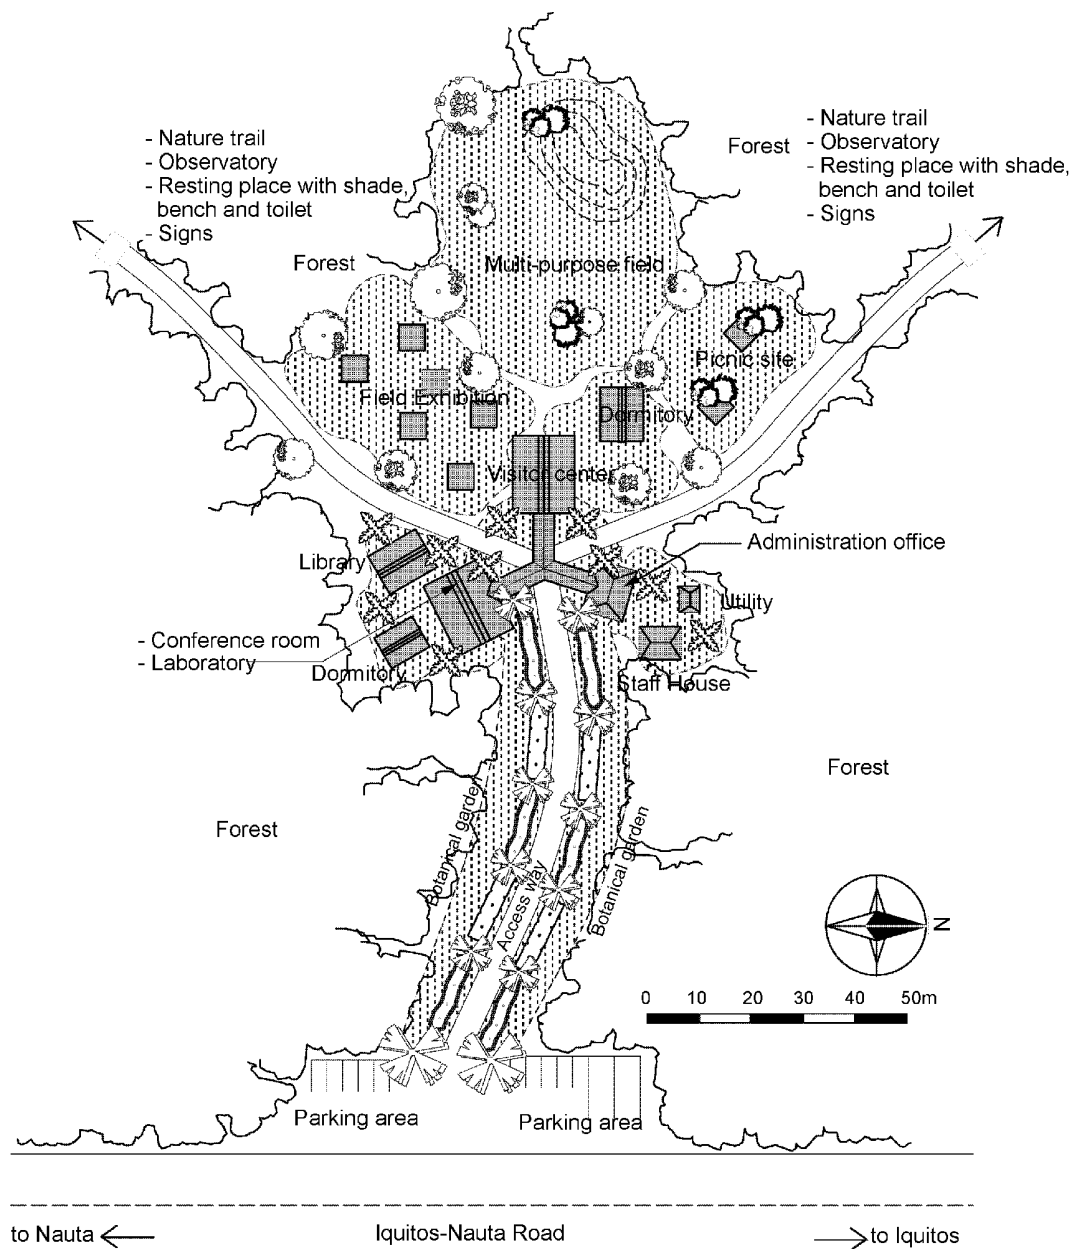 - Nature trail
- Observatory
- Resting place with shade,
bench and toilet
- Signs
Forest
- Nature trail
- Observatory
- Resting place with shade,
bench and toilet
- Signs
Forest
Multi-purpose field
Picnic site
Field Exhibition
Dormitory
Visitor center
Administration office
Library
Utility
- Conference room
- Laboratory
Dormitory
Staff House
Forest
Forest
Botanical garden
Access way
Botanical garden
N
0 10 20 30 40 50m
Parking area
Parking area
to Nauta
Iquitos-Nauta Road
to Iquitos